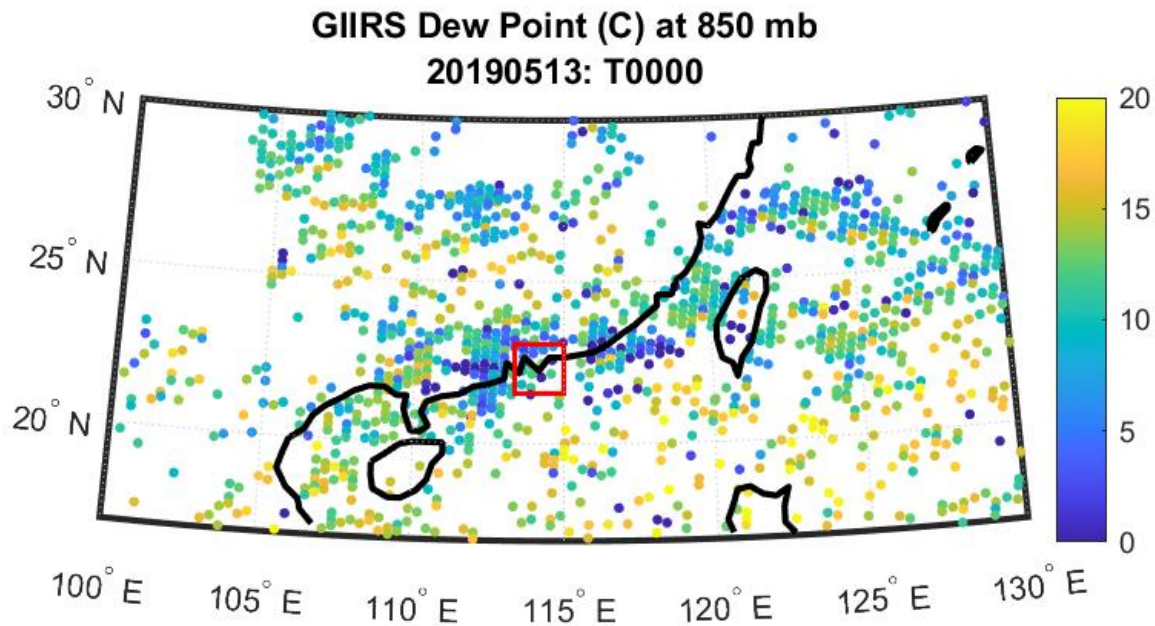 GIIRS Dew Point (C) at 850 mb
20190513: T0000
30° N
25° N
20° N
100° E
105° E
110° E
115° E
120° E
125° E
130° E
20
15
10
5
0